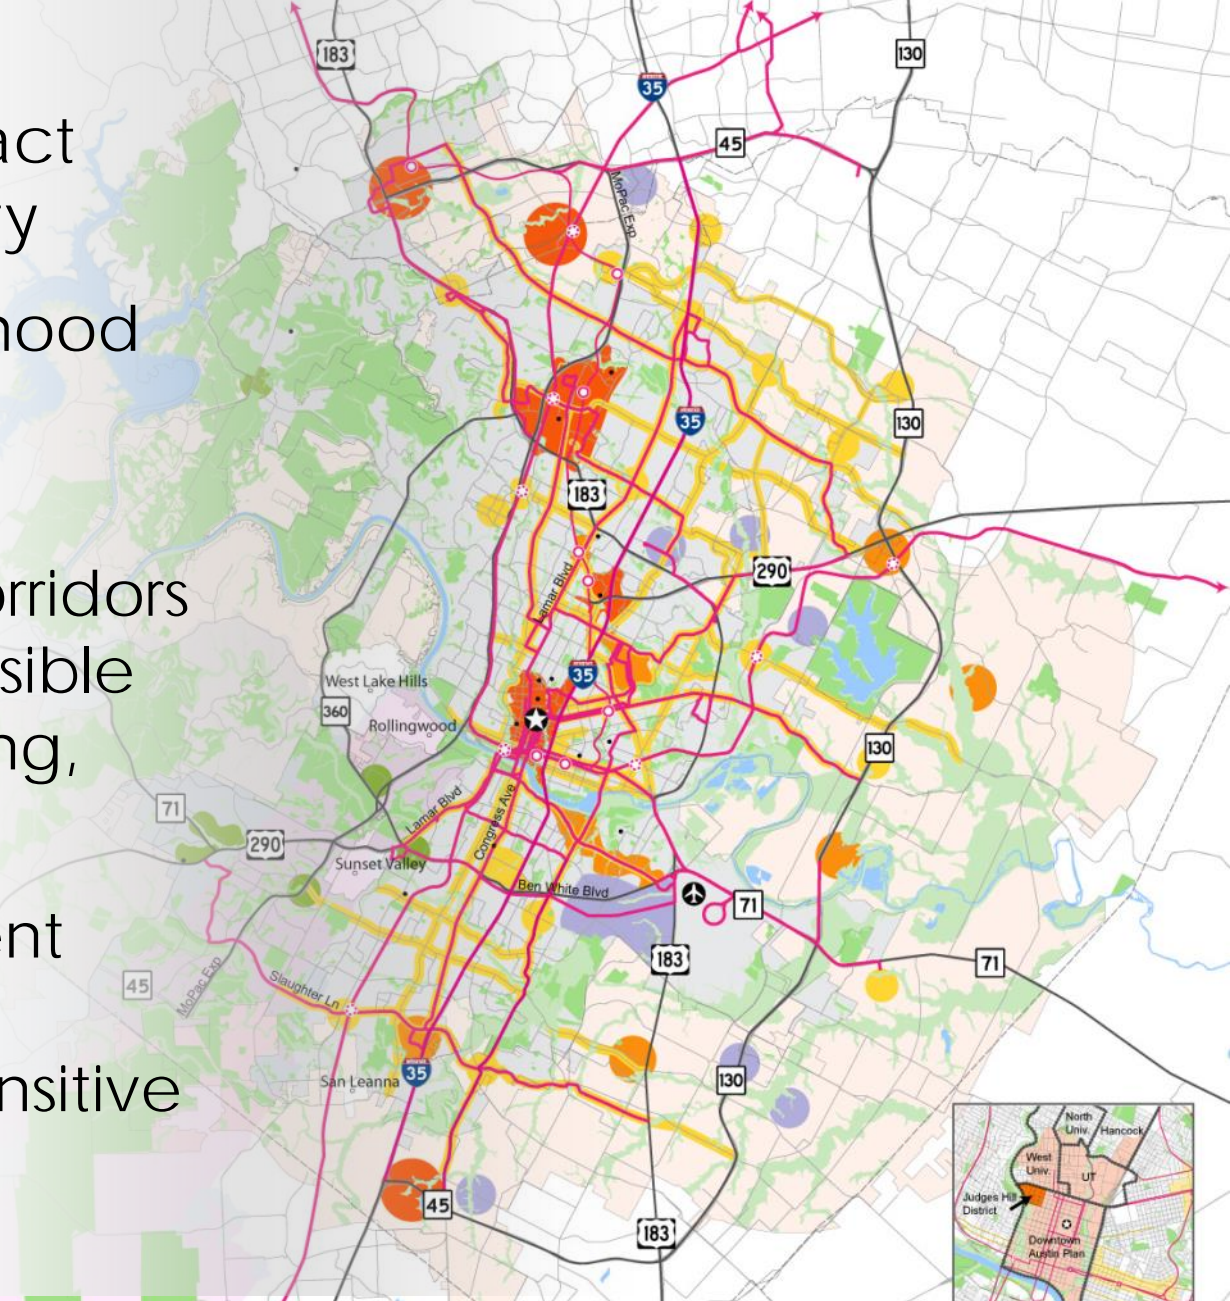 act
ry
hood
orridors
sible
ng,
ent
nsitive
183
35
130
45
MoPac Exp
35
130
183
290
Lamar Blvd
35
West Lake Hills
360
Rollingwood
130
71
290
Lamar Blvd
Congress Ave
Sunset Valley
Ben White Blvd
71
183
71
45
MoPac Exp
Slaughter Ln
35
San Leanna
130
45
183
North
Univ.
Hancock
West
Univ.
UT
Judges Hill
District
Downtown
Austin Plan